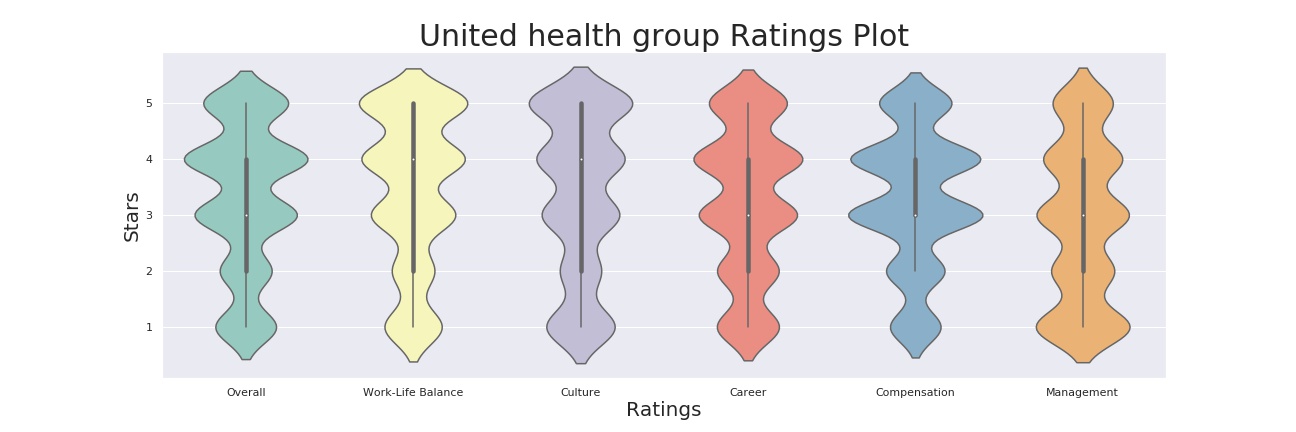 United health group Ratings Plot
Stars
5
4
3
2
1
Overall Work-Life Balance Culture Career Compensation Management
Ratings